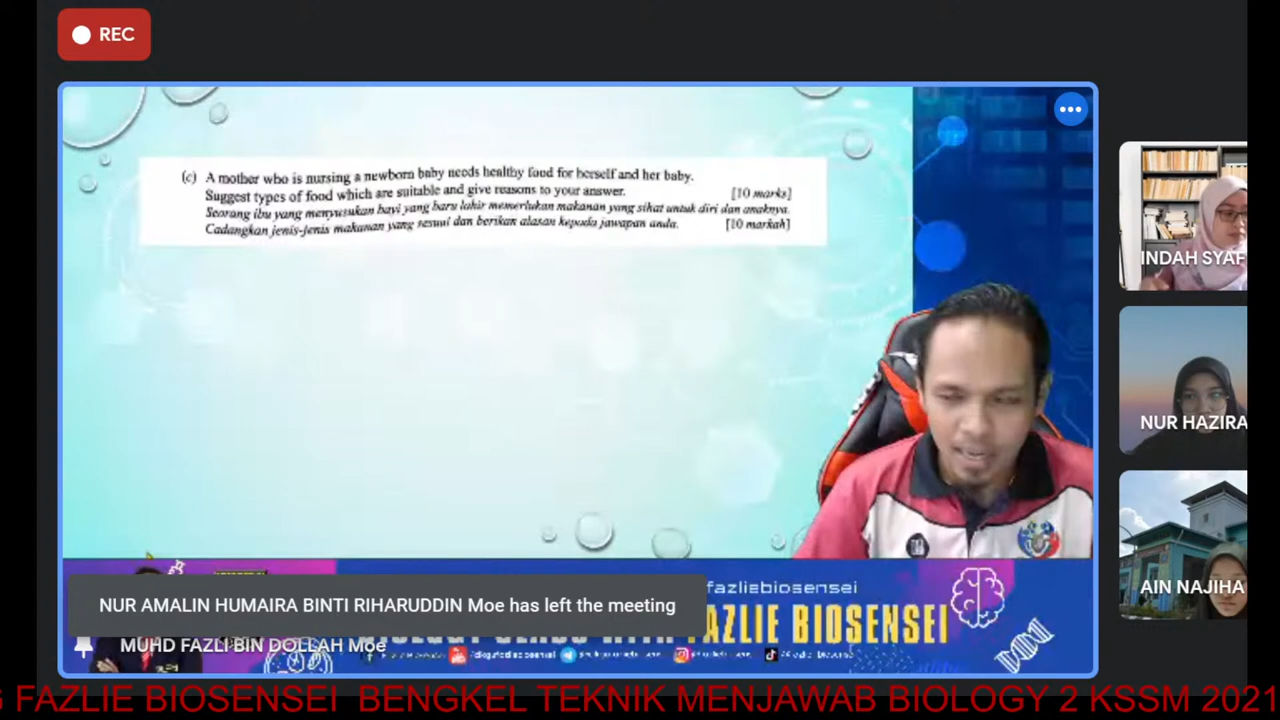 REC
(c) A mother who is nursing a newborn baby needs healthy food for herself and her baby.
Suggest types of food which are suitable and give reasons to your answer. [10 marks]
Seorang ibu yang menyusukan bayi yang baru lahir memerlukan makanan yang sihat untuk diri dan anaknya.
Cadangkan jenis-jenis makanan yang sesuai dan berikan alasan kepada jawapan anda. [10 markah]
INDAH SYAF
NUR HAZIRA
AIN NAJIHA
fazliebiosensei
NUR AMALIN HUMAIRA BINTI RIHARUDDIN Moe has left the meeting
AZLIE BIOSENSEI
MUHD FAZLI BIN DOLLAH Moe
FAZLIE BIOSENSEI BENGKEL TEKNIK MENJAWAB BIOLOGY 2 KSSM 2021